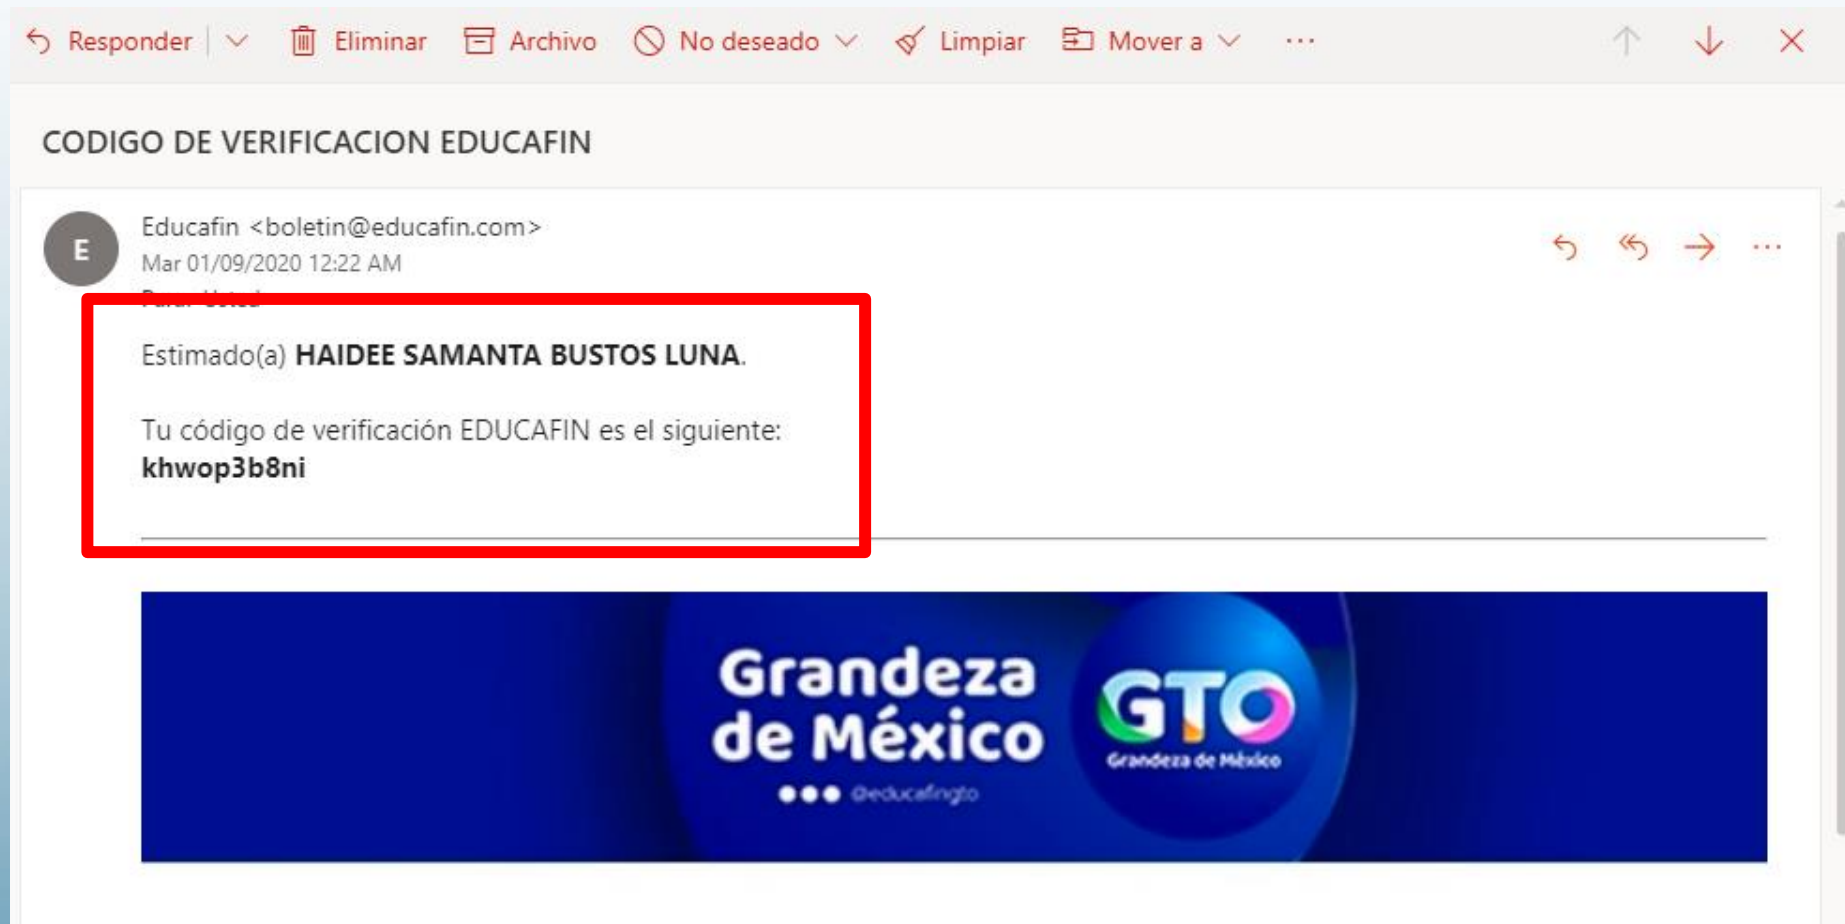 Responder Eliminar Archivo No deseado Limpiar Mover a ...
CODIGO DE VERIFICACION EDUCAFIN
E
Educafin <boletin@educafin.com>
Mar 01/09/2020 12:22 AM
Estimado(a) HAIDEE SAMANTA BUSTOS LUNA.
Tu código de verificación EDUCAFIN es el siguiente:
khwop3b8ni
Grandeza
de México
@educafingto
GTO
Grandeza de México